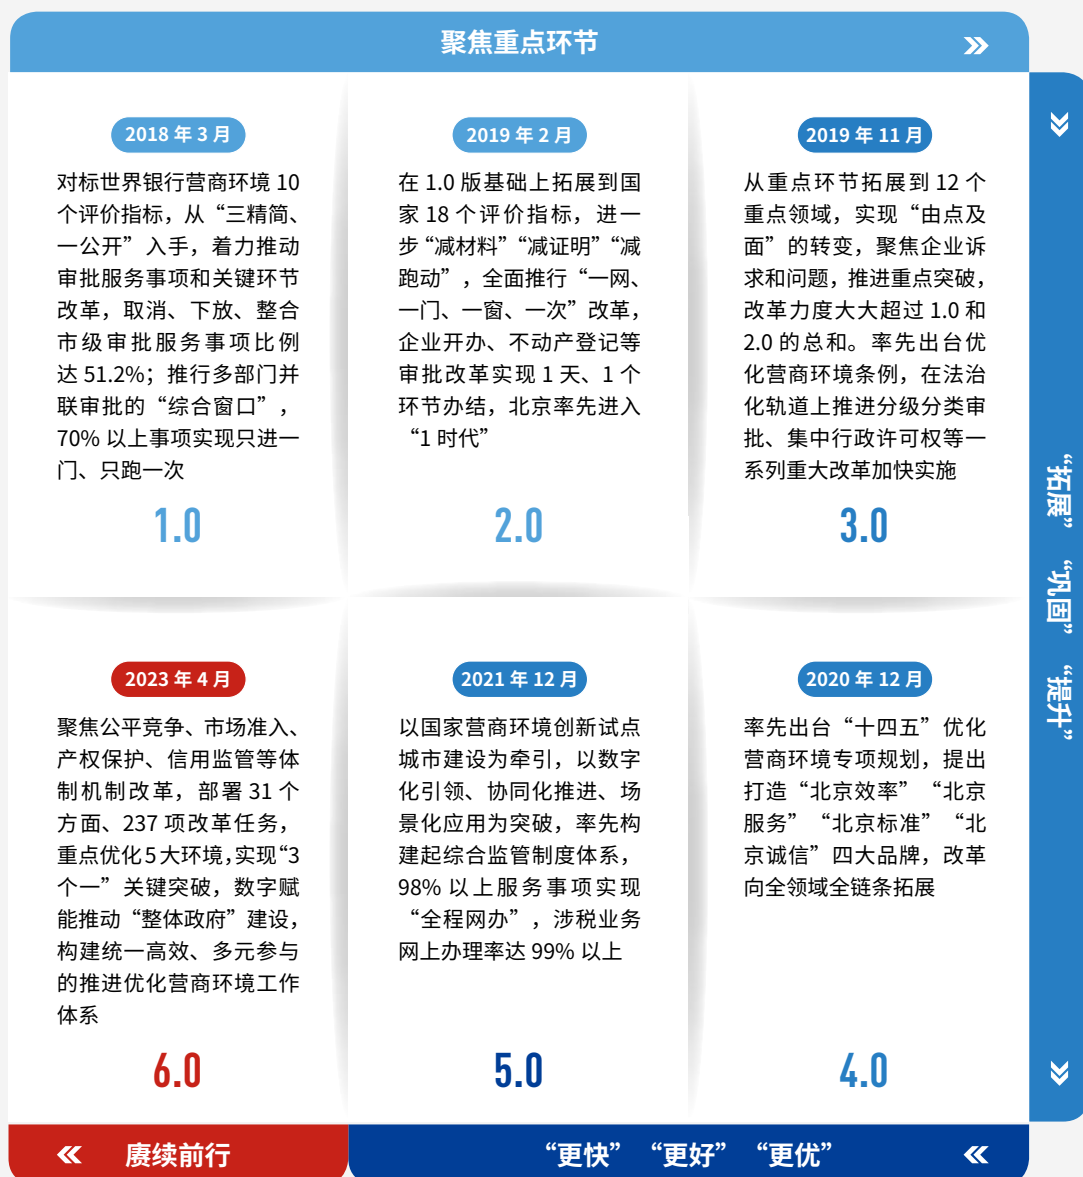 聚焦重点环节
2018 年 3 月
对标世界银行营商环境 10
个评价指标，从“三精简、
一公开”入手，着力推动
审批服务事项和关键环节
改革，取消、下放、整合
市级审批服务事项比例
达 51.2%；推行多部门并
联审批的“综合窗口”，
70% 以上事项实现只进一
门、只跑一次
1.0
2019 年 2 月
在 1.0 版基础上拓展到国
家 18 个评价指标，进一
步“减材料”“减证明”“减
跑动”，全面推行“一网、
一门、一窗、一次”改革，
企业开办、不动产登记等
审批改革实现 1 天、1 个
环节办结，北京率先进入
“1 时代”
2.0
2019 年 11 月
从重点环节拓展到 12 个
重点领域，实现“由点及
面”的转变，聚焦企业诉
求和问题，推进重点突破，
改革力度大大超过 1.0 和
2.0 的总和。率先出台优
化营商环境条例，在法治
化轨道上推进分级分类审
批、集中行政许可权等一
系列重大改革加快实施
3.0
“拓展” “巩固” “提升”
2020 年 12 月
率先出台“十四五”优化
营商环境专项规划，提出
打造“北京效率”“北京
服务”“北京标准”“北
京诚信”四大品牌，改革
向全领域全链条拓展
4.0
2021 年 12 月
以国家营商环境创新试点
城市建设为牵引，以数字
化引领、协同化推进、场
景化应用为突破，率先构
建起综合监管制度体系，
98% 以上服务事项实现
“全程网办”，涉税业务
网上办理率达 99% 以上
5.0
“更快” “更好” “更优”
2023 年 4 月
聚焦公平竞争、市场准入、
产权保护、信用监管等体
制机制改革，部署 31 个
方面、237 项改革任务，
重点优化5大环境，实现“3
个一”关键突破，数字赋
能推动“整体政府”建设，
构建统一高效、多元参与
的推进优化营商环境工作
体系
6.0
赓续前行